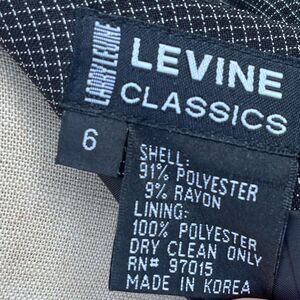 LARRY LEVINE
LEVINE
CLASSICS
6
SHELL:
91% POLYESTER
9% RAYON
LINING:
100% POLYESTER
DRY CLEAN ONLY
RN# 97015
MADE IN KOREA